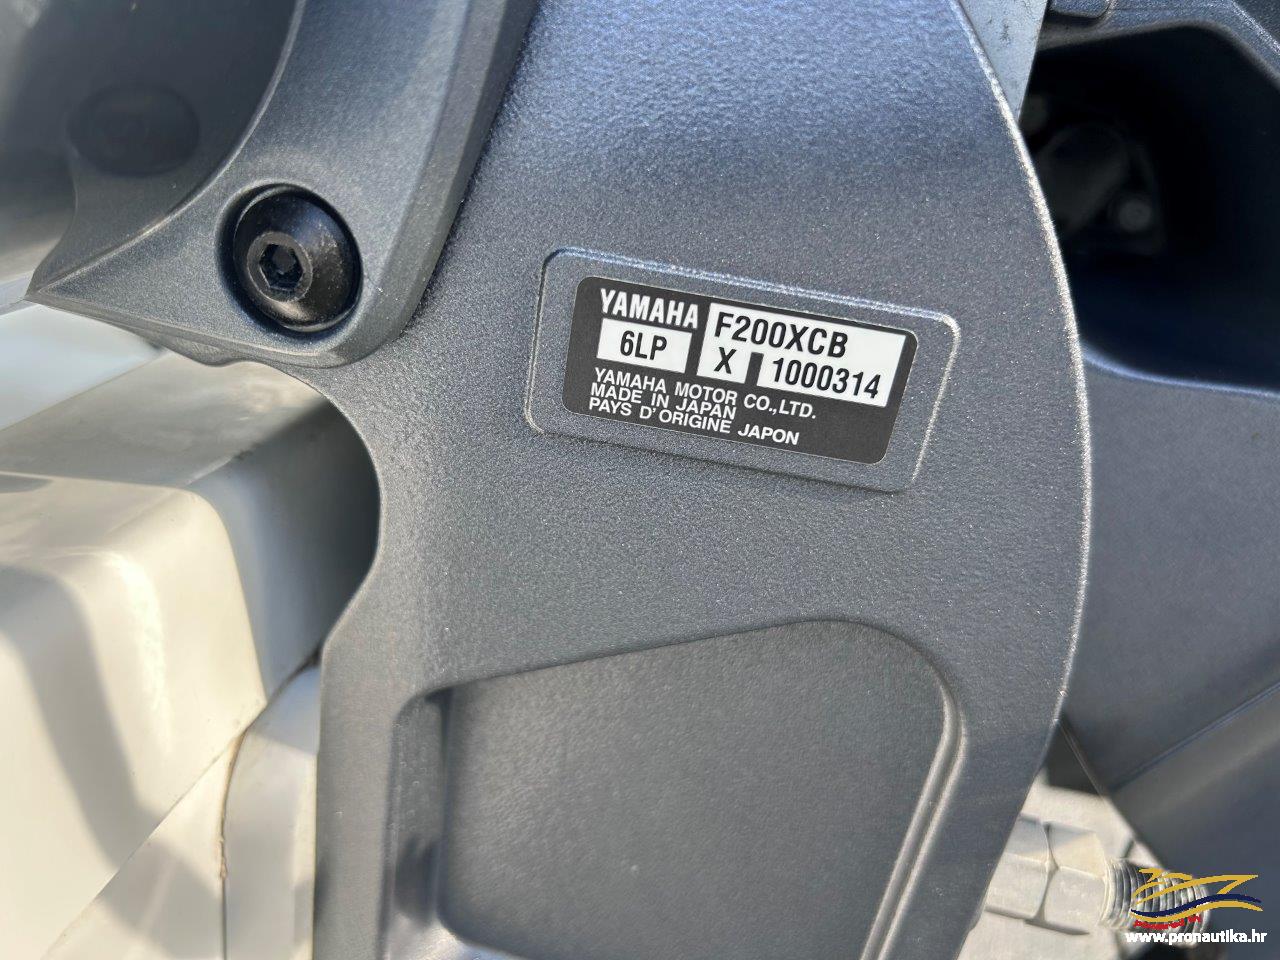 YAMAHA F200XCB
6LP X 1000314
YAMAHA MOTOR CO.,LTD.
MADE IN JAPAN
PAYS D'ORIGINE JAPON
www.pronautika.hr